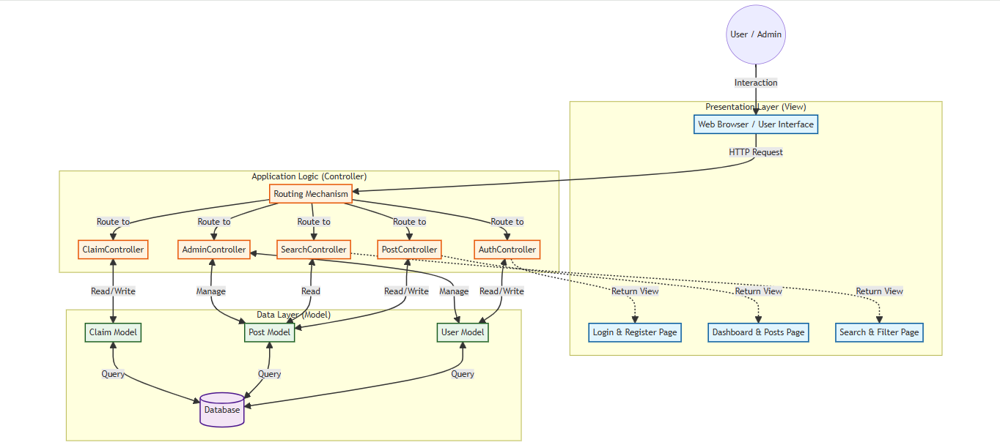 User / Admin
Interaction
Presentation Layer (View)
Web Browser / User Interface
HTTP Request
Application Logic (Controller)
Routing Mechanism
Route to
Route to
Route to
Route to
Route to
ClaimController
AdminController
SearchController
PostController
AuthController
Read/Write
Manage
Read
Read/Write
Manage
Read/Write
Return View
Return View
Return View
Data Layer (Model)
Claim Model
Post Model
User Model
Login & Register Page
Dashboard & Posts Page
Search & Filter Page
Query
Query
Query
Database